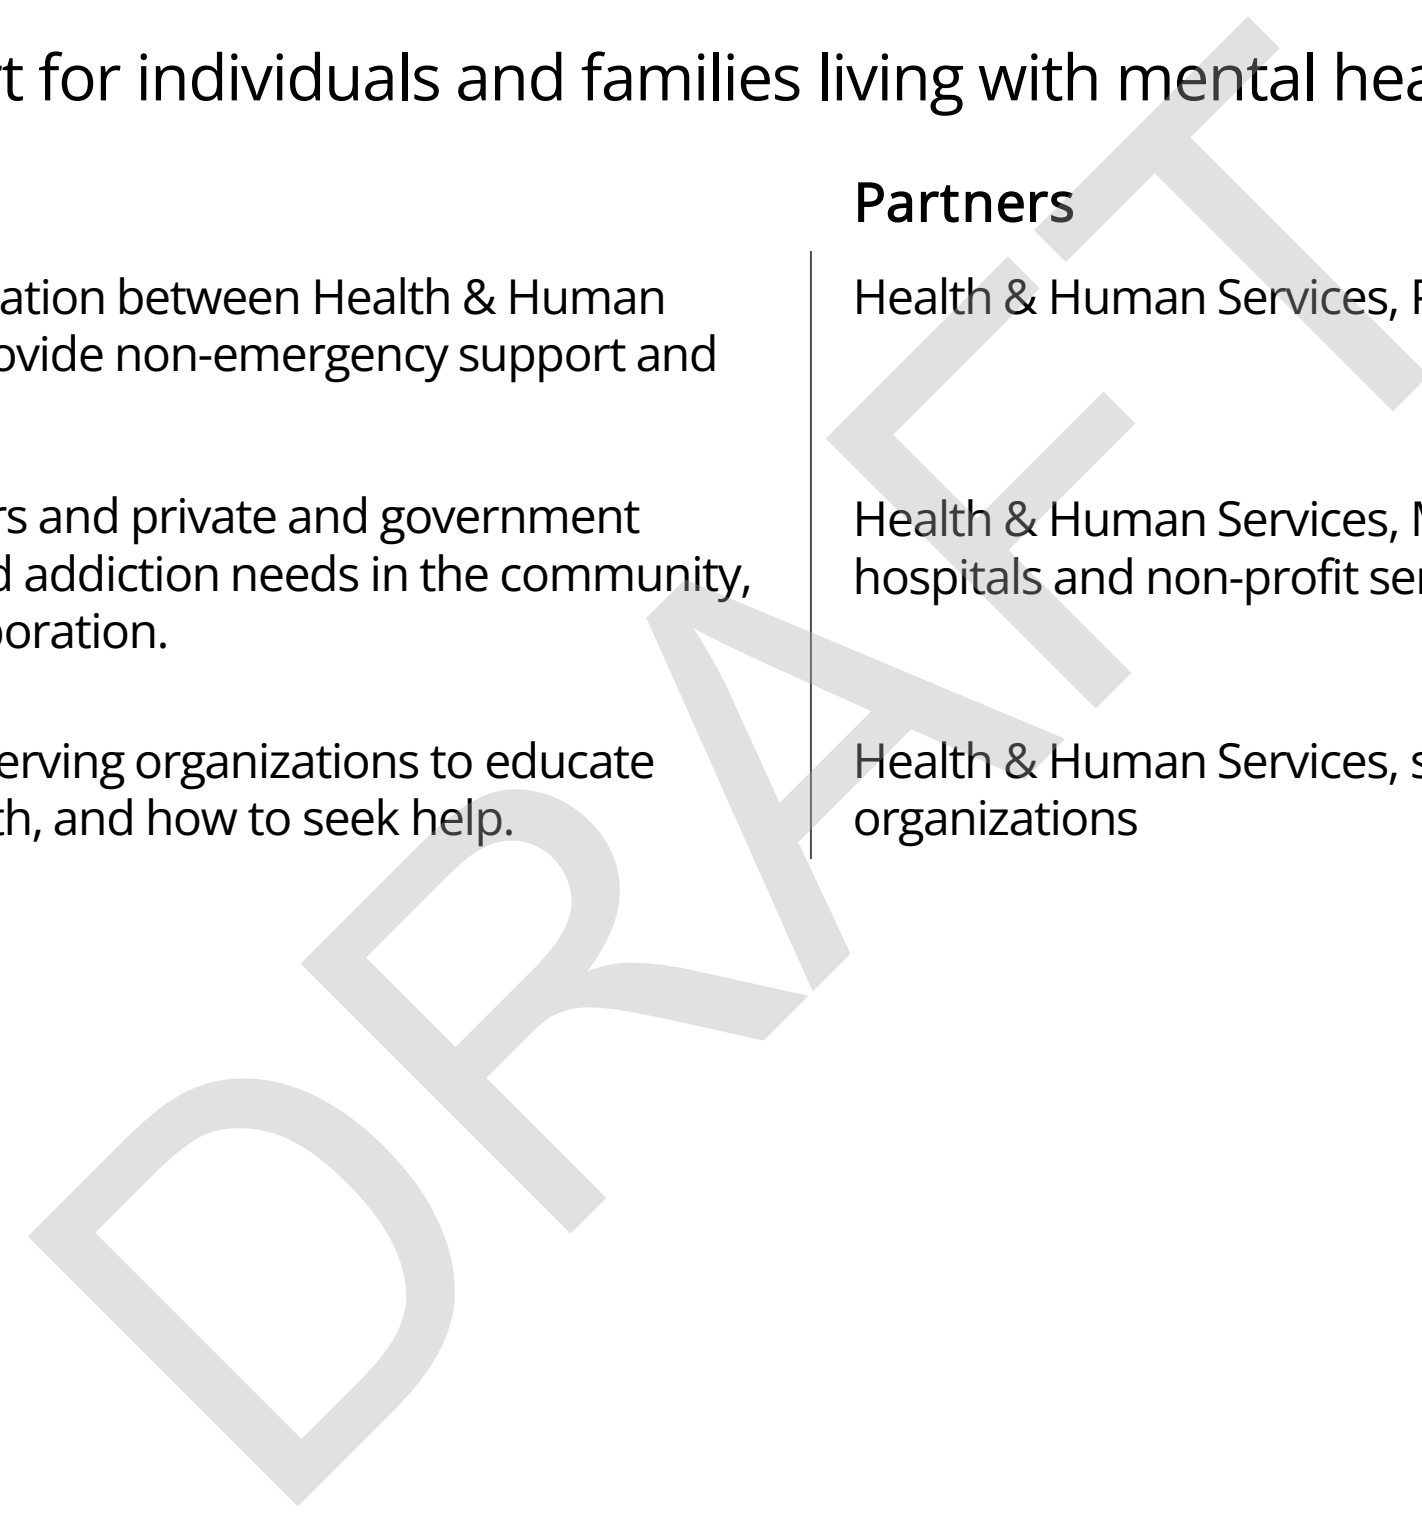 t for individuals and families living with mental hea
Partners
ation between Health & Human
ovide non-emergency support and
Health & Human Services,
rs and private and government
d addiction needs in the community,
boration.
Health & Human Services,
hospitals and non-profit ser
erving organizations to educate
th, and how to seek help.
Health & Human Services, s
organizations
DRAFT